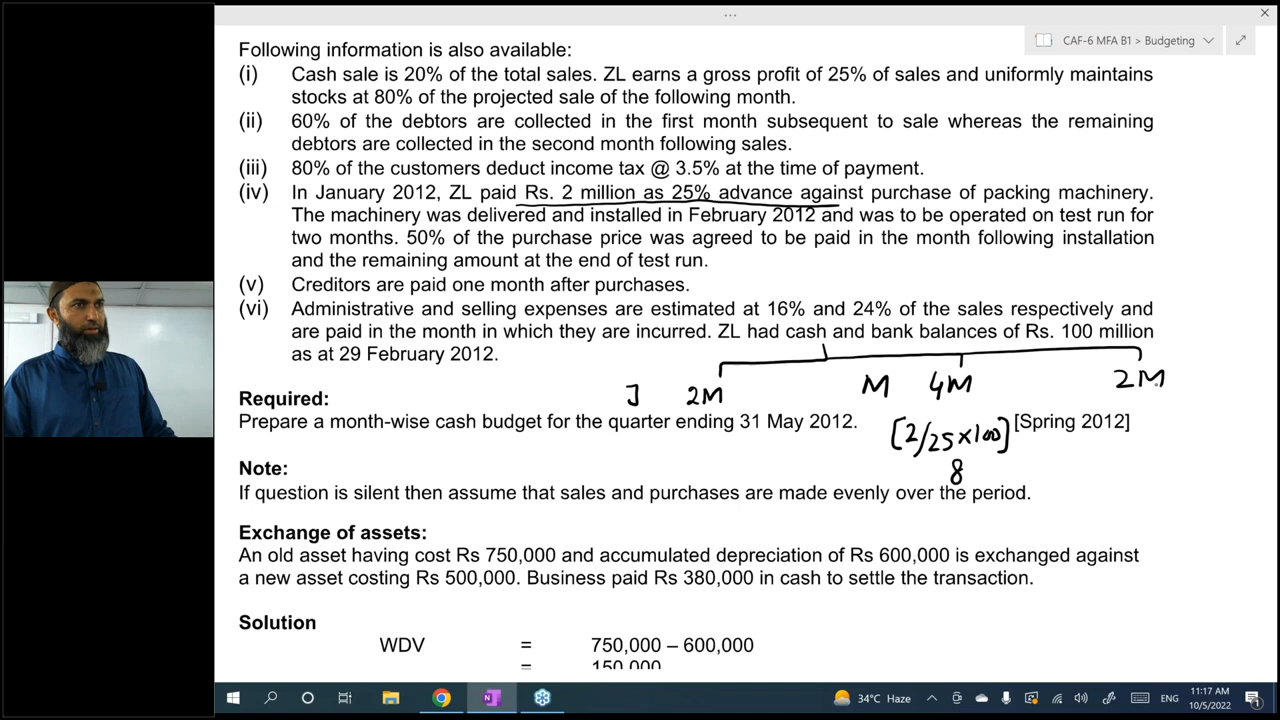 ...
CAF-6 MFA B1 > Budgeting
Following information is also available:
(i) Cash sale is 20% of the total sales. ZL earns a gross profit of 25% of sales and uniformly maintains
stocks at 80% of the projected sale of the following month.
(ii) 60% of the debtors are collected in the first month subsequent to sale whereas the remaining
debtors are collected in the second month following sales.
(iii) 80% of the customers deduct income tax @ 3.5% at the time of payment.
(iv) In January 2012, ZL paid Rs. 2 million as 25% advance against purchase of packing machinery.
The machinery was delivered and installed in February 2012 and was to be operated on test run for
two months. 50% of the purchase price was agreed to be paid in the month following installation
and the remaining amount at the end of test run.
(v) Creditors are paid one month after purchases.
(vi) Administrative and selling expenses are estimated at 16% and 24% of the sales respectively and
are paid in the month in which they are incurred. ZL had cash and bank balances of Rs. 100 million
as at 29 February 2012.
J 2M M 4M 2M
Required:
Prepare a month-wise cash budget for the quarter ending 31 May 2012. [Spring 2012]
[2/25×100]
8
Note:
If question is silent then assume that sales and purchases are made evenly over the period.
Exchange of assets:
An old asset having cost Rs 750,000 and accumulated depreciation of Rs 600,000 is exchanged against
a new asset costing Rs 500,000. Business paid Rs 380,000 in cash to settle the transaction.
Solution
WDV = 750,000 – 600,000
= 150,000
34°C Haze
ENG
11:17 AM
10/5/2022